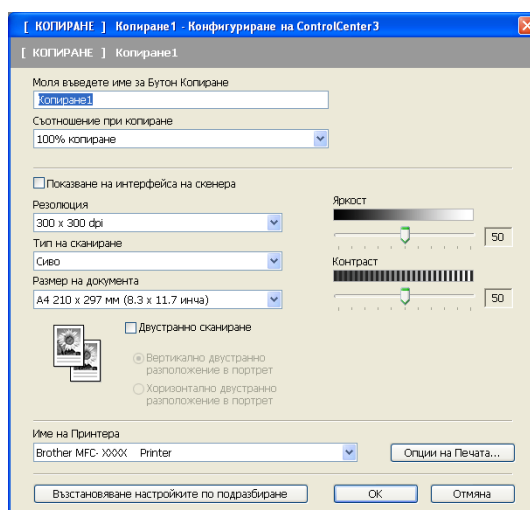 [ КОПИРАНЕ ] Копиране1 - Конфигуриране на ControlCenter3
[ КОПИРАНЕ ] Копиране1
Моля въведете име за Бутон Копиране
Копиране1
Съотношение при копиране
100% копиране
Показване на интерфейса на скенера
Резолюция
300 x 300 dpi
Тип на сканиране
Сиво
Размер на документа
A4 210 x 297 мм (8.3 x 11.7 инча)
Яркост
50
Контраст
50
Двустранно сканиране
Вертикално двустранно
разположение в портрет
Хоризонтално двустранно
разположение в портрет
Име на Принтера
Brother MFC- XXXX Printer
Опции на Печата...
Възстановяване настройките по подразбиране
OK
Отмяна